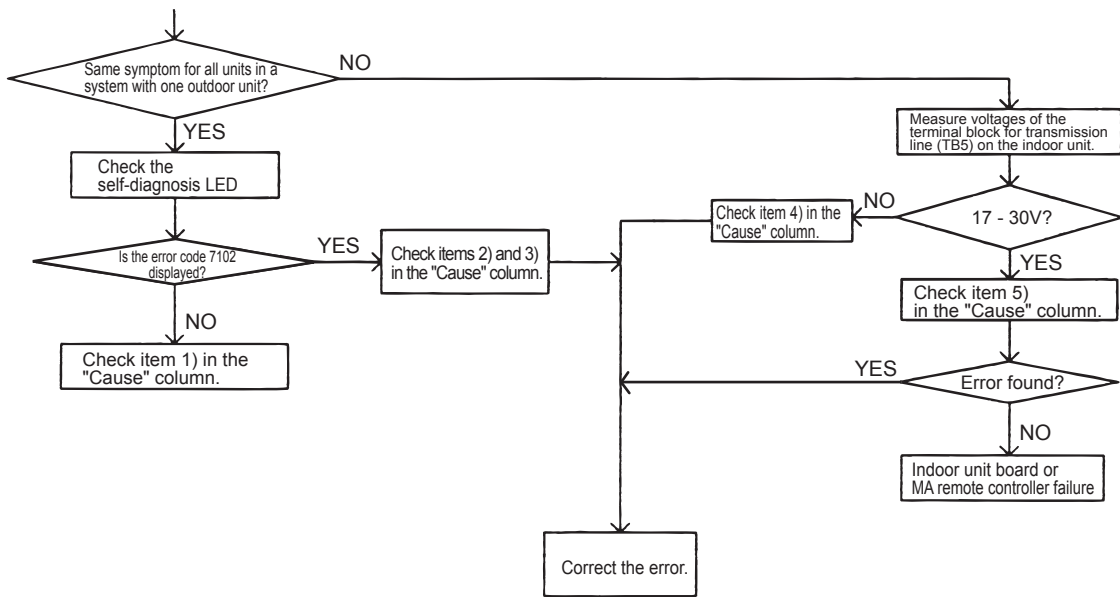 Same symptom for all units in a
system with one outdoor unit?
NO
YES
Check the
self-diagnosis LED
Is the error code 7102
displayed?
YES
Check items 2) and 3)
in the "Cause" column.
NO
Check item 1) in the
"Cause" column.
Measure voltages of the
terminal block for transmission
line (TB5) on the indoor unit.
17 - 30V?
NO
Check item 4) in the
"Cause" column.
YES
Check item 5)
in the "Cause" column.
Error found?
YES
NO
Indoor unit board or
MA remote controller failure
Correct the error.